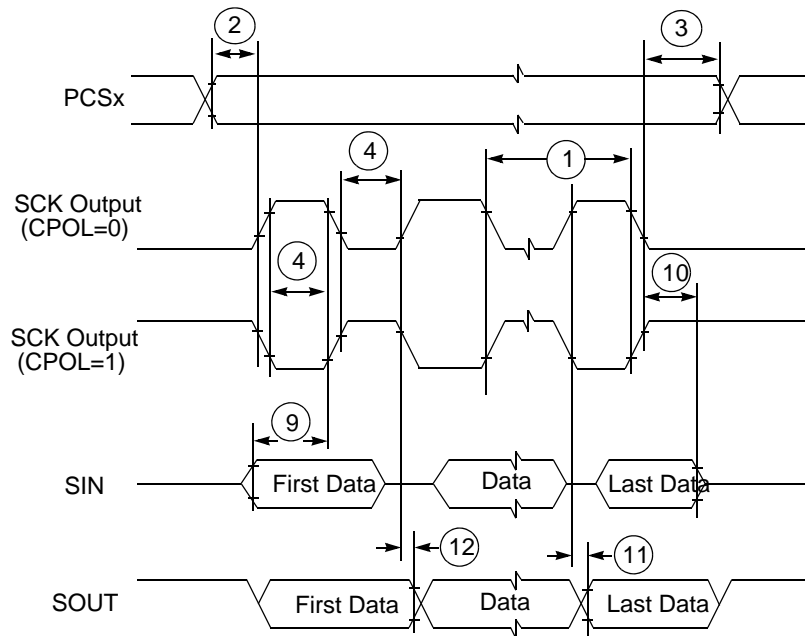 2
3
PCSx
4
1
SCK Output
(CPOL=0)
4
10
SCK Output
(CPOL=1)
9
SIN
First Data
Data
Last Data
12
11
SOUT
First Data
Data
Last Data